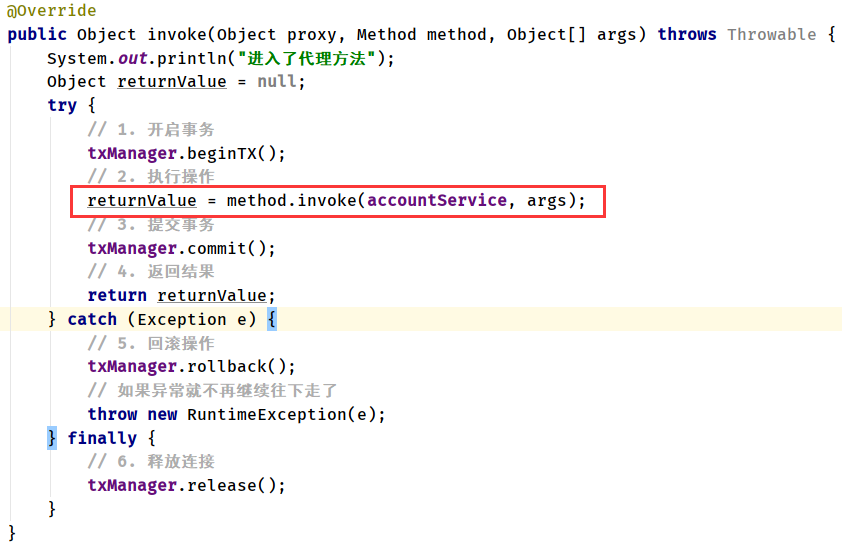 @Override
public Object invoke(Object proxy, Method method, Object[] args) throws Throwable {
System.out.println("进入了代理方法");
Object returnValue = null;
try {
// 1. 开启事务
txManager.beginTX();
// 2. 执行操作
returnValue = method.invoke(accountService, args);
// 3. 提交事务
txManager.commit();
// 4. 返回结果
return returnValue;
} catch (Exception e) {
// 5. 回滚操作
txManager.rollback();
// 如果异常就不再继续往下走了
throw new RuntimeException(e);
} finally {
// 6. 释放连接
txManager.release();
}
}